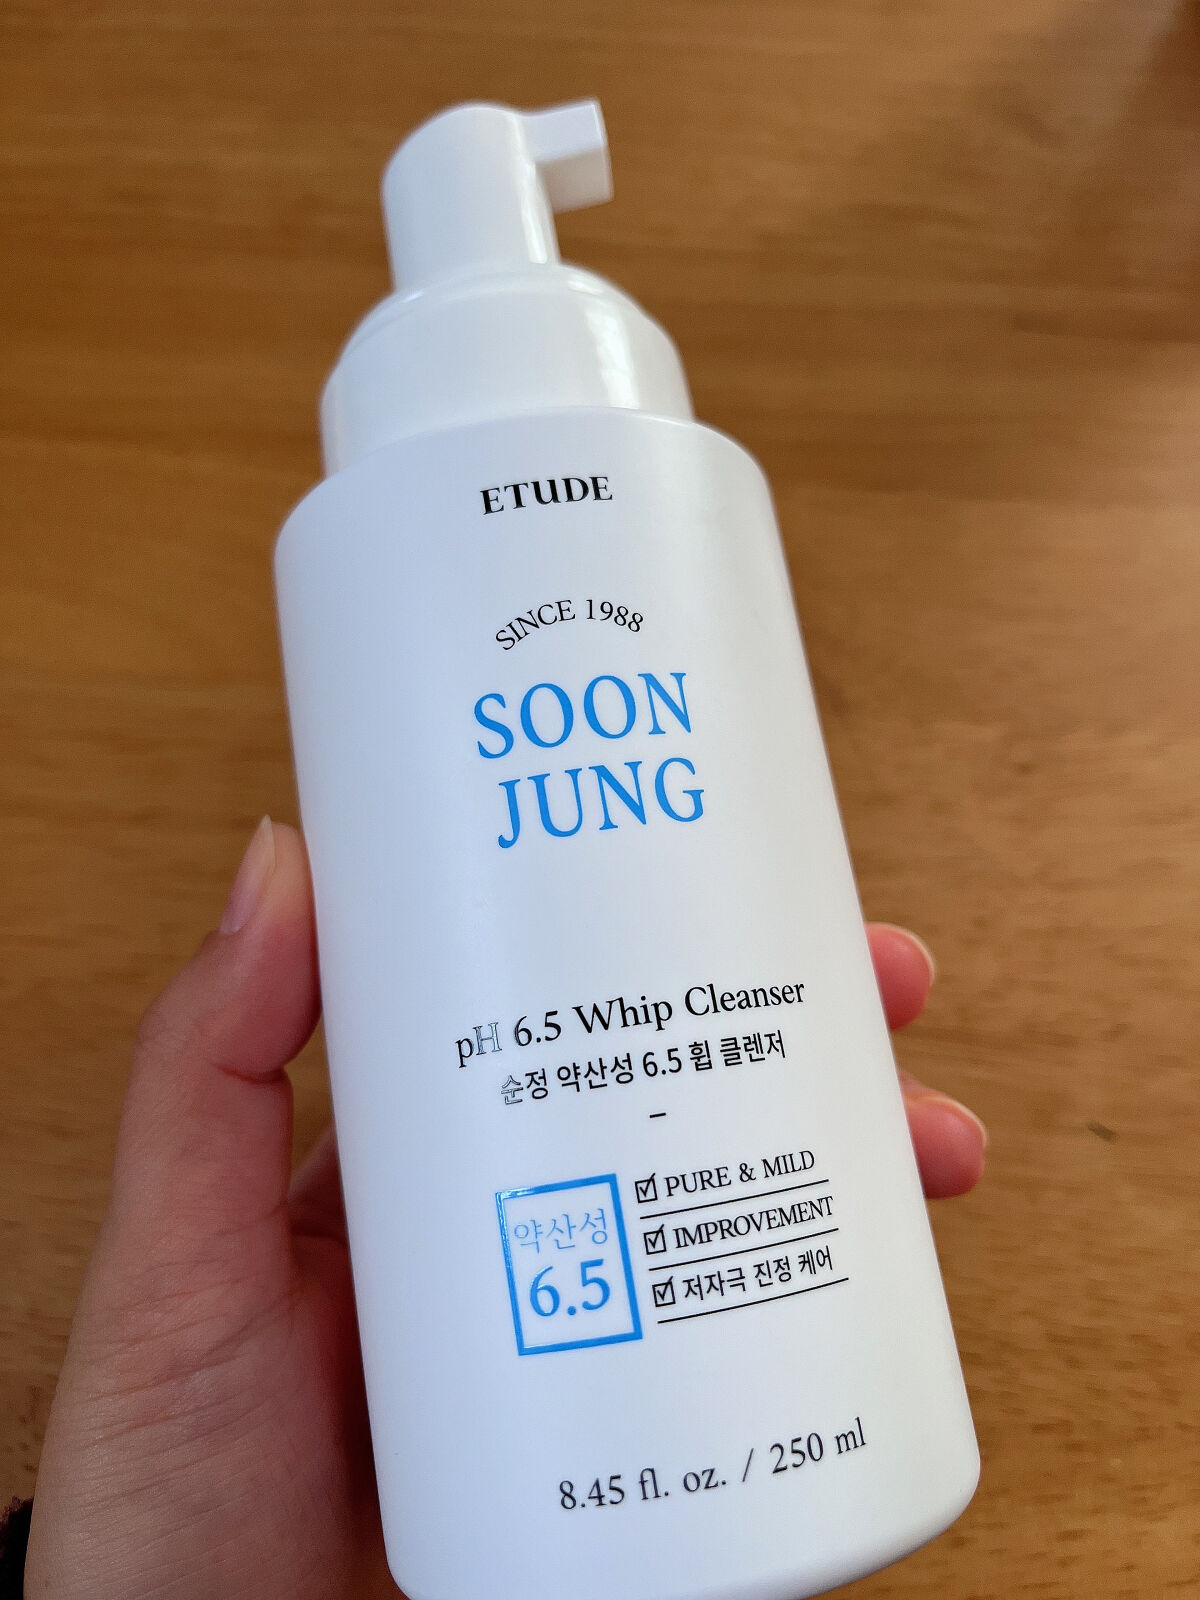 ETUDE
SINCE 1988
SOON
JUNG
pH 6.5 Whip Cleanser
순정 약산성 6.5 휩 클렌저
–
약산성
6.5
☑ PURE & MILD
☑ IMPROVEMENT
☑ 저자극 진정 케어
8.45 fl. oz. / 250 ml